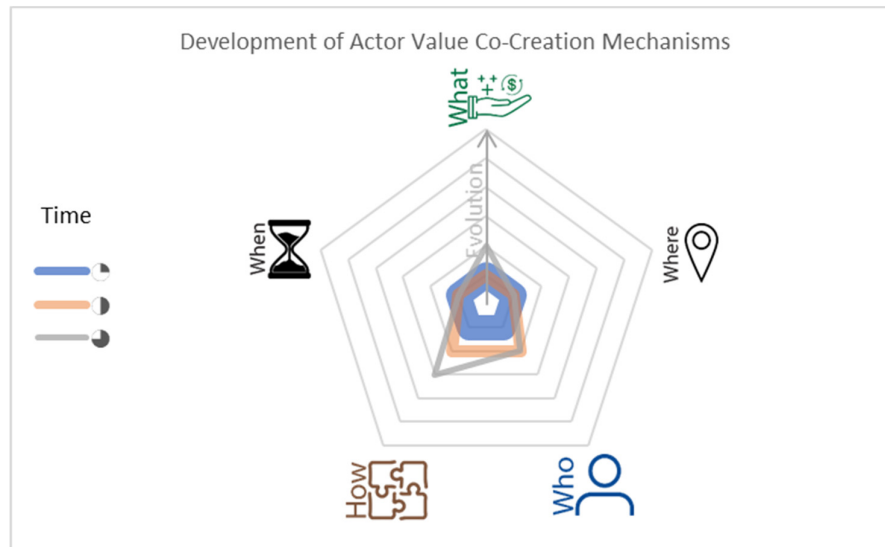 Development of Actor Value Co-Creation Mechanisms
What
++
+
$
Evolution
Time
When
Where
How
Who